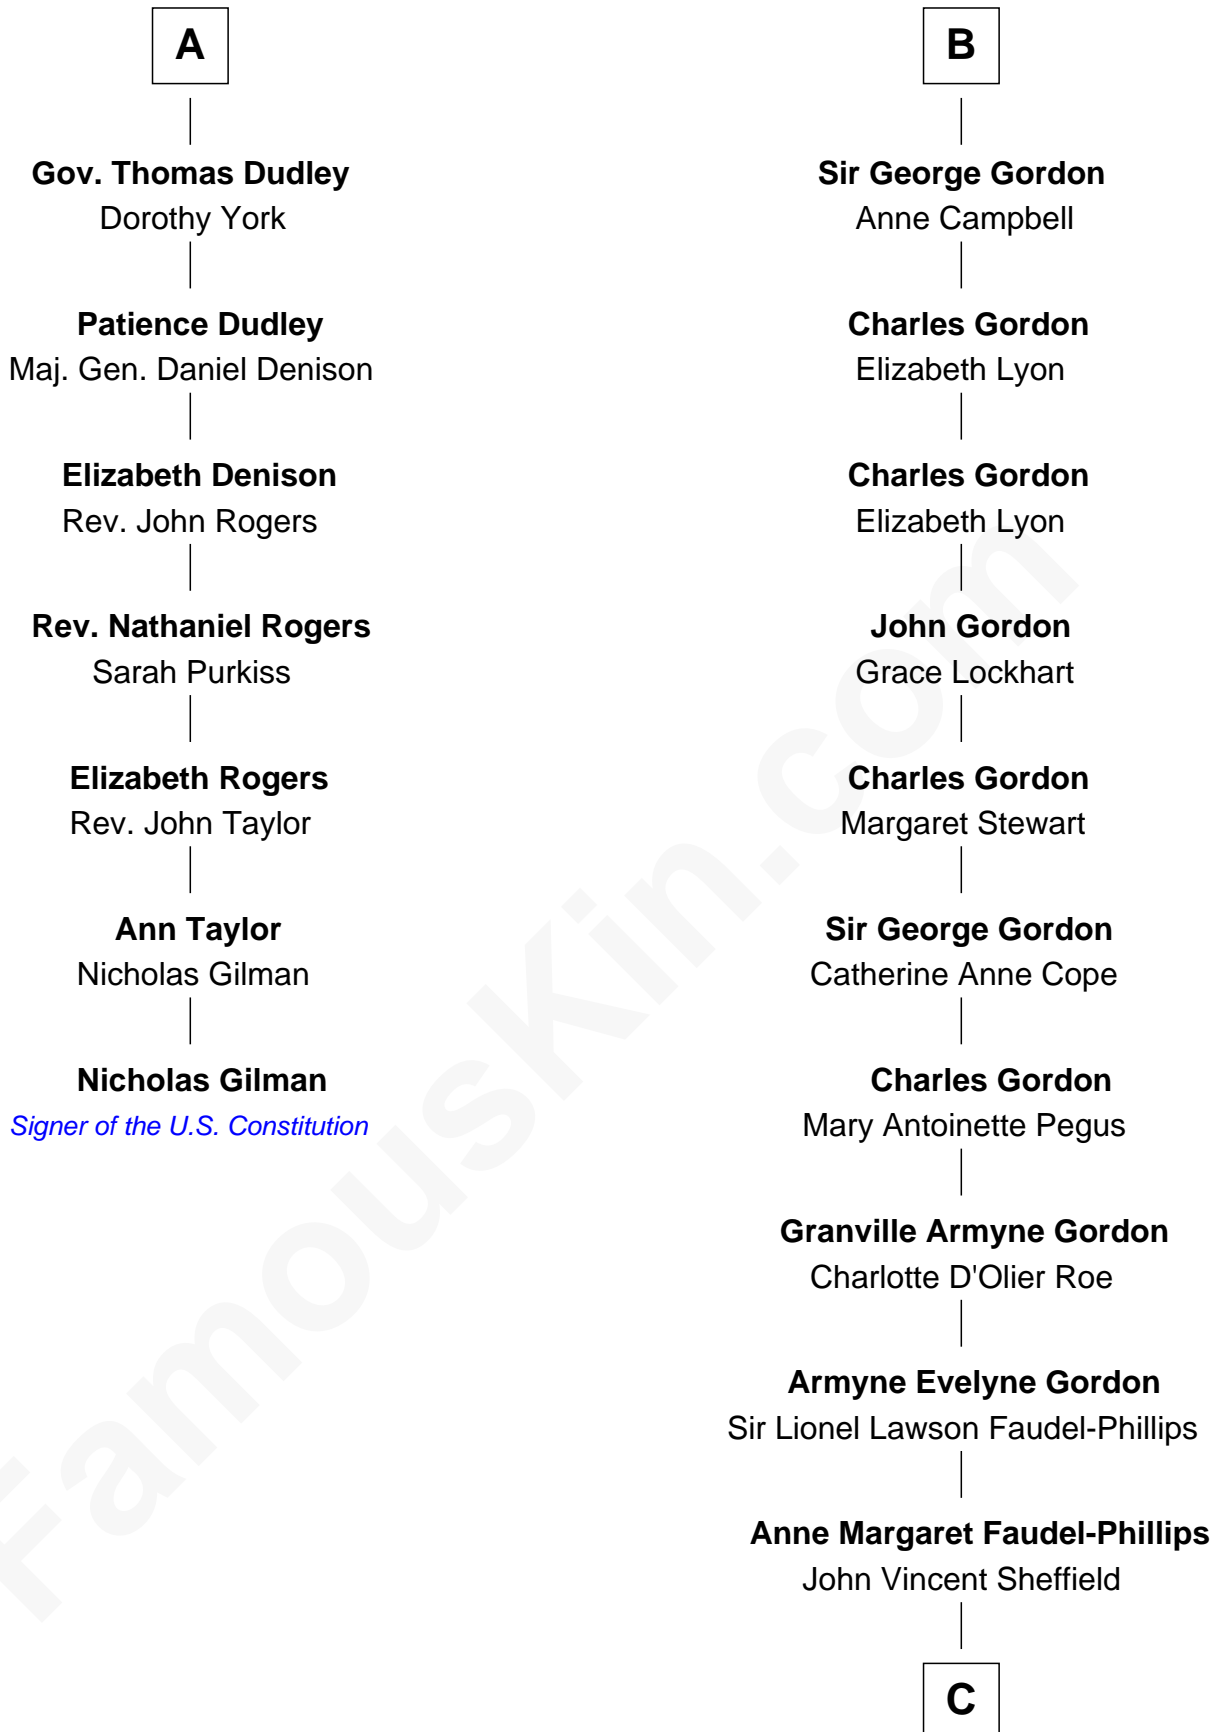 A
Gov. Thomas Dudley
Dorothy York
Patience Dudley
Maj. Gen. Daniel Denison
Elizabeth Denison
Rev. John Rogers
Rev. Nathaniel Rogers
Sarah Purkiss
Elizabeth Rogers
Rev. John Taylor
Ann Taylor
Nicholas Gilman
Nicholas Gilman
Signer of the U.S. Constitution
B
Sir George Gordon
Anne Campbell
Charles Gordon
Elizabeth Lyon
Charles Gordon
Elizabeth Lyon
John Gordon
Grace Lockhart
Charles Gordon
Margaret Stewart
Sir George Gordon
Catherine Anne Cope
Charles Gordon
Mary Antoinette Pegus
Granville Armyne Gordon
Charlotte D'Olier Roe
Armyne Evelyne Gordon
Sir Lionel Lawson Faudel-Phillips
Anne Margaret Faudel-Phillips
John Vincent Sheffield
C
FamousKin.com